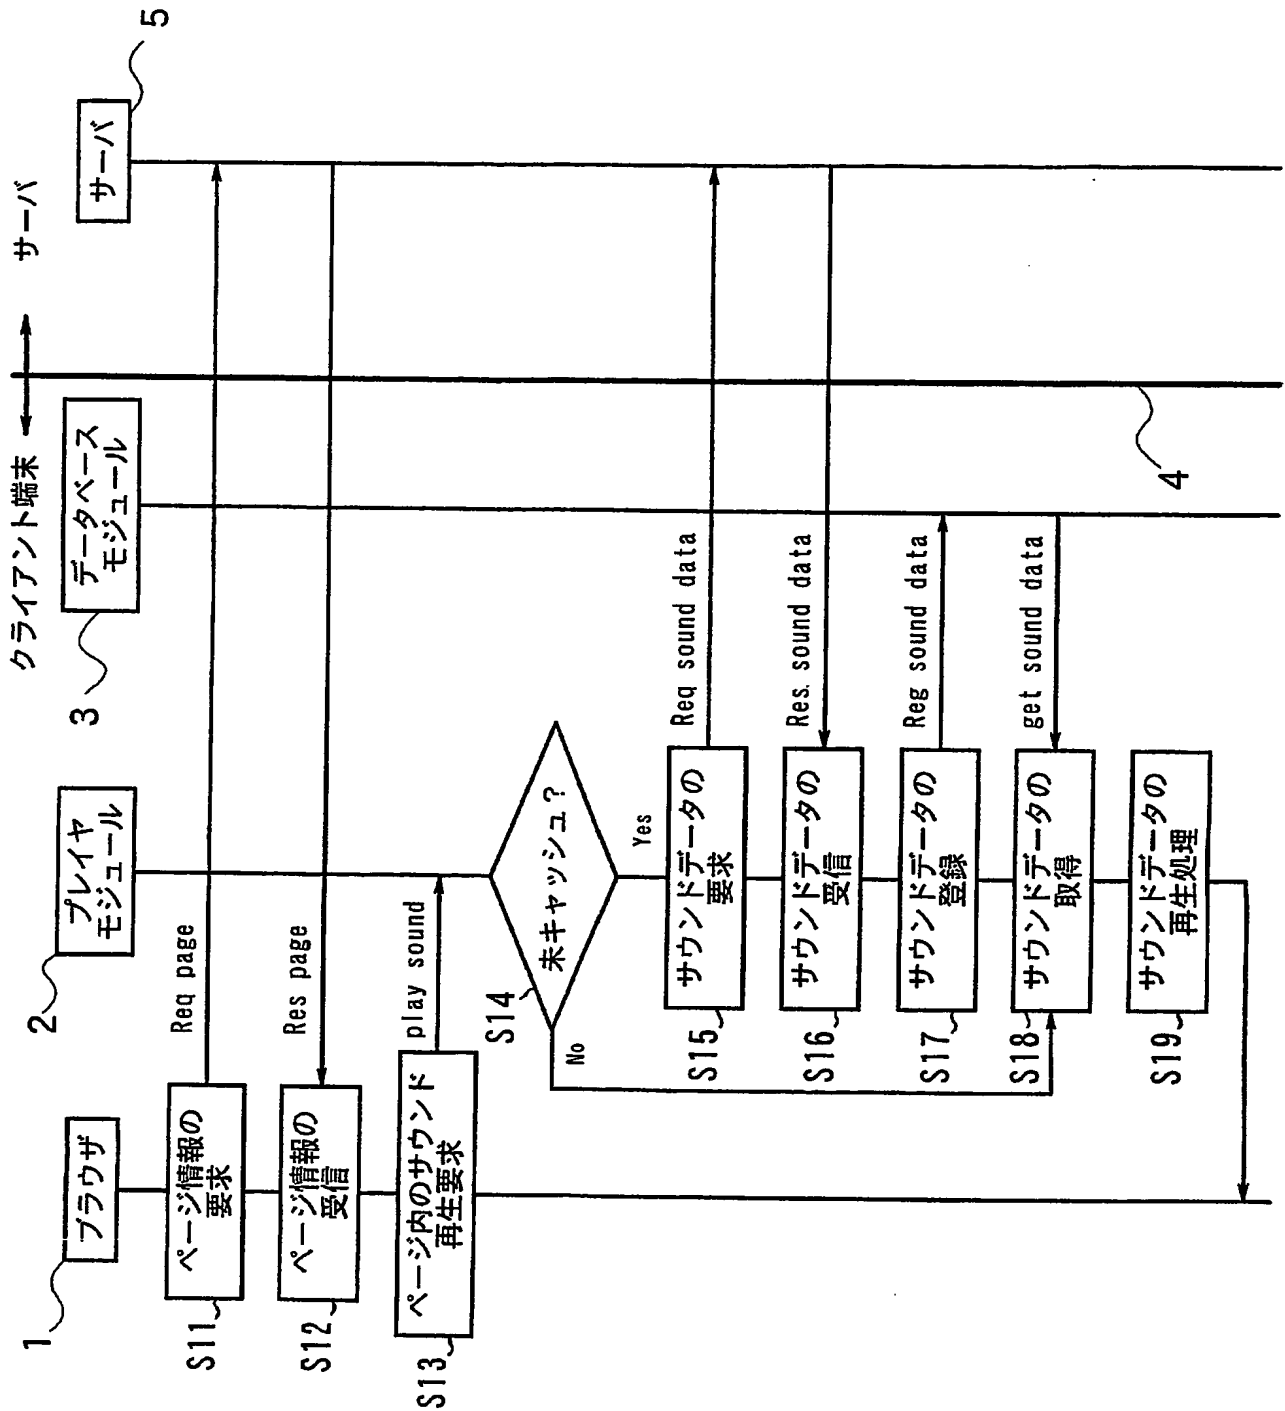 クライアント端末
サーバ
1
ブラウザ
2
プレイヤ
モジュール
3
データベース
モジュール
サーバ
5
S11
ページ情報の
要求
Req page
S12
ページ情報の
受信
Res page
S13
ページ内のサウンド
再生要求
play sound
S14
未キャッシュ?
No
Yes
S15
サウンドデータの
要求
Req sound data
S16
サウンドデータの
受信
Res. sound data
S17
サウンドデータの
登録
Reg sound data
S18
サウンドデータの
取得
get sound data
S19
サウンドデータの
再生処理
4